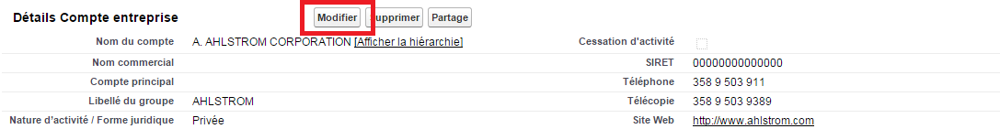 Détails Compte entreprise Modifier Supprimer Partage
Nom du compte A. AHLSTROM CORPORATION [Afficher la hiérarchie] Cessation d'activité
Nom commercial SIRET 00000000000000
Compte principal Téléphone 358 9 503 911
Libellé du groupe AHLSTROM Télécopie 358 9 503 9389
Nature d'activité / Forme juridique Privée Site Web http://www.ahlstrom.com